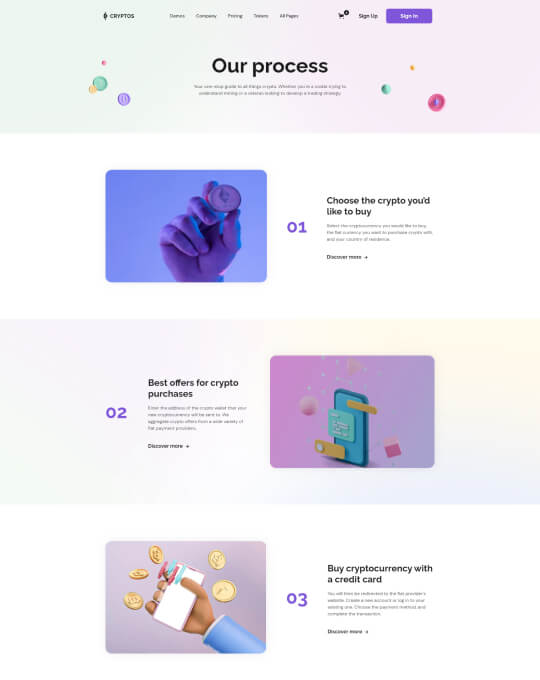 CRYPTOS
Demos Company Pricing Tokens All Pages
0
Sign Up
Sign In
Our process
Your one-stop guide to all things crypto. Whether you're a rookie trying to
understand mining or a veteran looking to develop a trading strategy.
01
Choose the crypto you'd
like to buy
Select the cryptocurrency you would like to buy,
the fiat currency you want to purchase crypto with
and your country of residence.
Discover more →
02
Best offers for crypto
purchases
Enter the address of the crypto wallet that your
new cryptocurrency will be sent to. We
aggregate crypto offers from a wide variety of
fiat payment providers.
Discover more →
03
Buy cryptocurrency with
a credit card
You will then be redirected to the fiat provider's
website. Create a new account or log in to your
existing one. Choose the payment method and
complete the transaction.
Discover more →